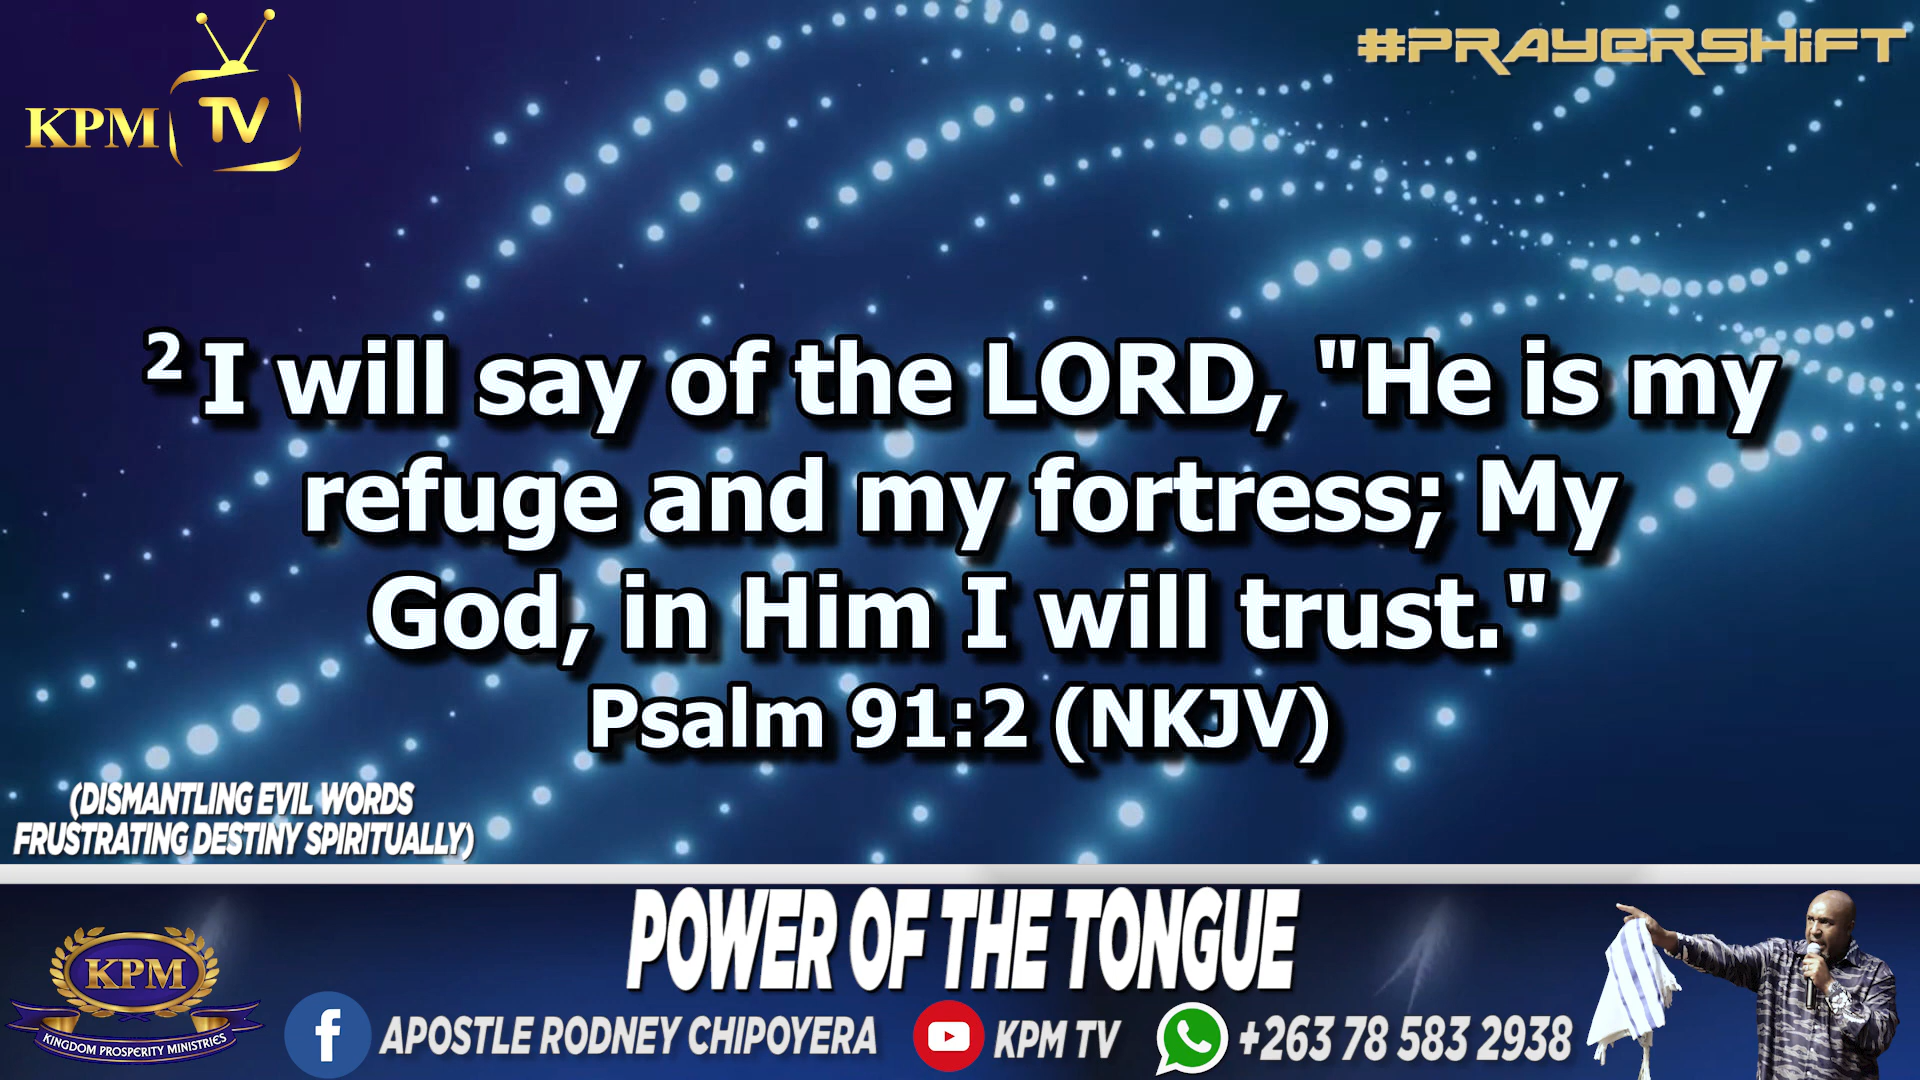 KPM TV
#PRAYERSHIFT
2 I will say of the LORD, "He is my
refuge and my fortress; My
God, in Him I will trust."
Psalm 91:2 (NKJV)
(DISMANTLING EVIL WORDS
FRUSTRATING DESTINY SPIRITUALLY)
POWER OF THE TONGUE
KPM
KINGDOM PROSPERITY MINISTRIES
f APOSTLE RODNEY CHIPOYERA
KPM TV
+263 78 583 2938